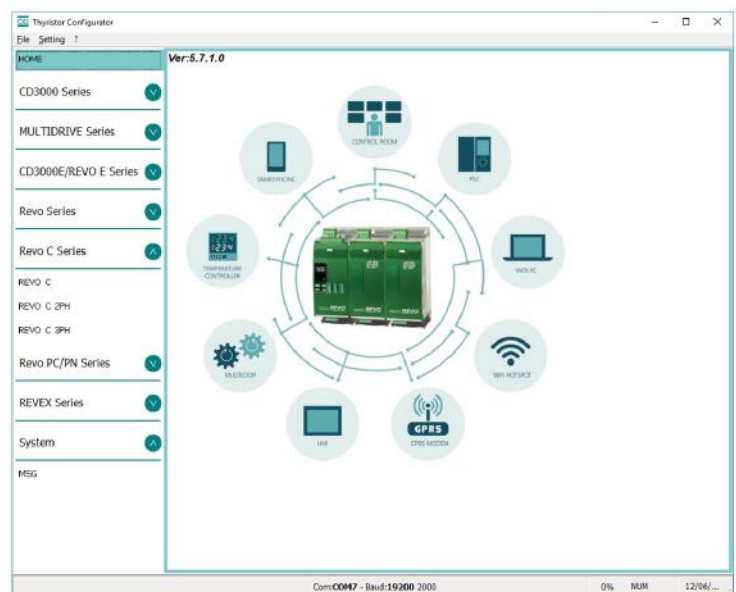 Thyristor Configurator
File Setting ?
HOME
Ver:5.7.1.0
CD3000 Series
MULTIDRIVE Series
CD3000E/REVO E Series
Revo Series
Revo C Series
REVO C
REVO C 2PH
REVO C 3PH
Revo PC/PN Series
REVEX Series
System
MSG
CONTROL ROOM
SMARTPHONE
PLC
TEMPERATURE
CONTROLLER
WEB PC
MULTILOOP
WIFI HOTSPOT
HMI
GPRS
GPRS MODEM
REVO REVO REVO
Com:COM7 - Baud:19200 2000
0% NUM 12/06/...